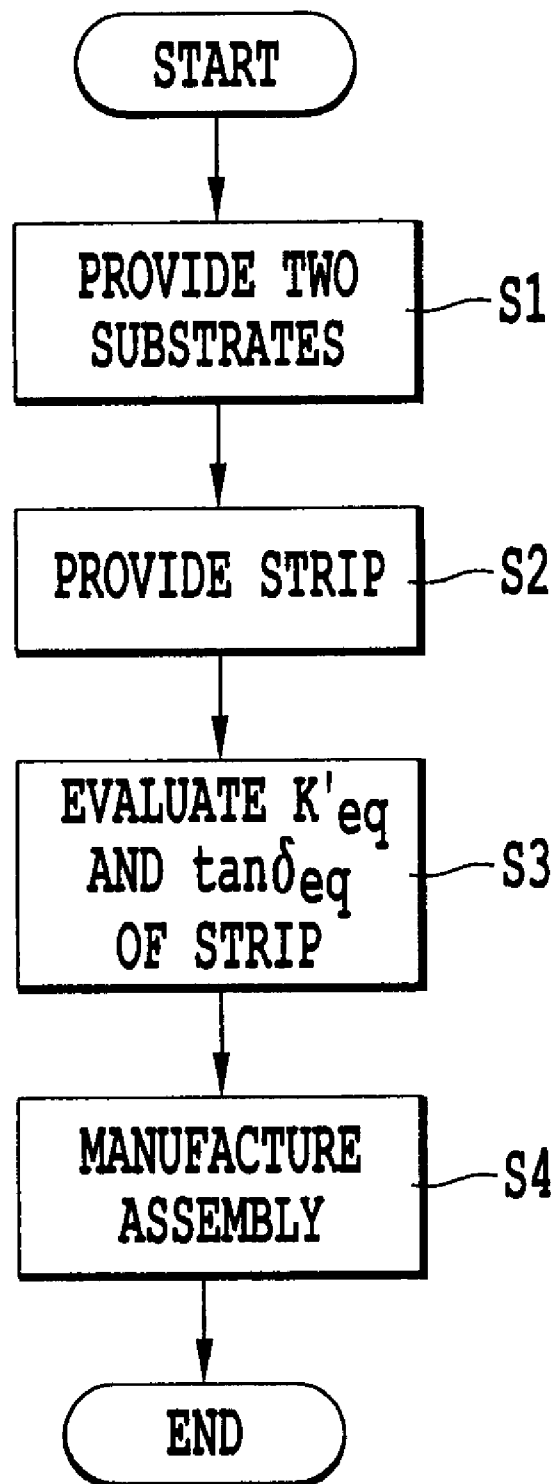 START
PROVIDE TWO
SUBSTRATES
S1
PROVIDE STRIP
S2
EVALUATE K'eq
AND tanδeq
OF STRIP
S3
MANUFACTURE
ASSEMBLY
S4
END